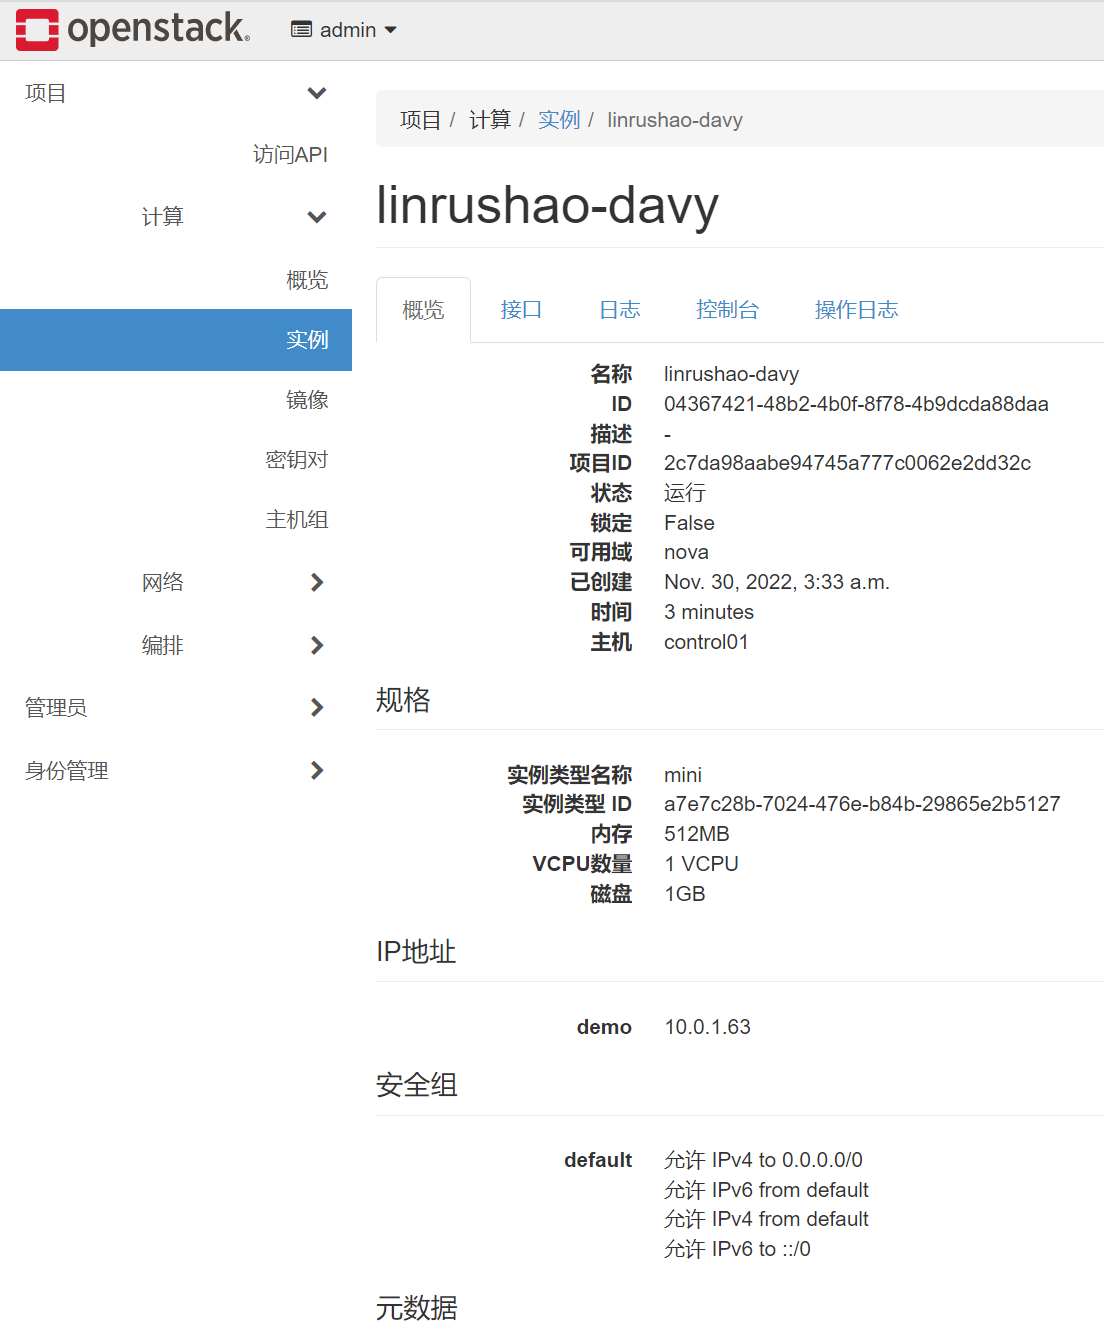 openstack. admin
项目
访问API
计算
概览
实例
镜像
密钥对
主机组
网络
编排
管理员
身份管理
项目 / 计算 / 实例 / linrushao-davy
linrushao-davy
概览 接口 日志 控制台 操作日志
名称 linrushao-davy
ID 04367421-48b2-4b0f-8f78-4b9dcda88daa
描述 -
项目ID 2c7da98aabe94745a777c0062e2dd32c
状态 运行
锁定 False
可用域 nova
已创建 Nov. 30, 2022, 3:33 a.m.
时间 3 minutes
主机 control01
规格
实例类型名称 mini
实例类型 ID a7e7c28b-7024-476e-b84b-29865e2b5127
内存 512MB
VCPU数量 1 VCPU
磁盘 1GB
IP地址
demo 10.0.1.63
安全组
default 允许 IPv4 to 0.0.0.0/0
允许 IPv6 from default
允许 IPv4 from default
允许 IPv6 to ::/0
元数据